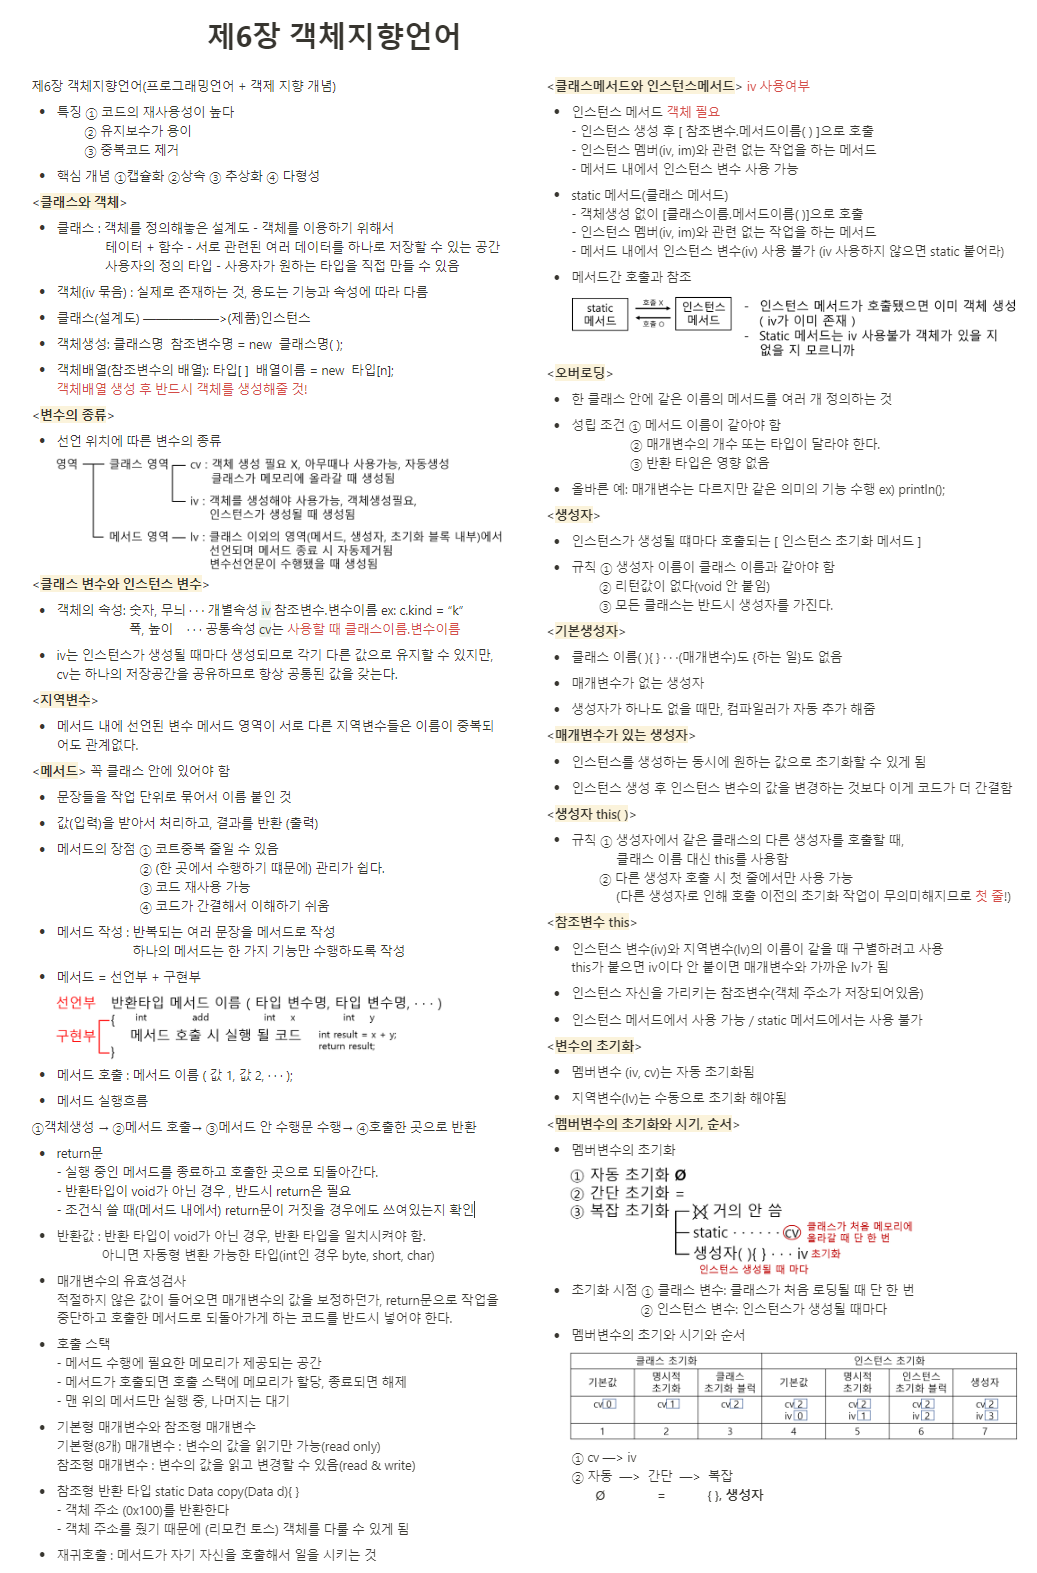 제6장 객체지향언어
제6장 객체지향언어(프로그래밍언어 + 객제 지향 개념)
• 특징 ① 코드의 재사용성이 높다
② 유지보수가 용이
③ 중복코드 제거
• 핵심 개념 ①캡슐화 ②상속 ③ 추상화 ④ 다형성
<클래스와 객체>
• 클래스 : 객체를 정의해놓은 설계도 - 객체를 이용하기 위해서
테이터 + 함수 - 서로 관련된 여러 데이터를 하나로 저장할 수 있는 공간
사용자의 정의 타입 - 사용자가 원하는 타입을 직접 만들 수 있음
• 객체(iv 묶음) : 실제로 존재하는 것, 용도는 기능과 속성에 따라 다름
• 클래스(설계도) ——————>(제품)인스턴스
• 객체생성: 클래스명 참조변수명 = new 클래스명( );
• 객체배열(참조변수의 배열): 타입[ ] 배열이름 = new 타입[n];
객체배열 생성 후 반드시 객체를 생성해줄 것!
<변수의 종류>
• 선언 위치에 따른 변수의 종류
영역 클래스 영역 cv : 객체 생성 필요 X, 아무때나 사용가능, 자동생성
클래스가 메모리에 올라갈 때 생성됨
iv : 객체를 생성해야 사용가능, 객체생성필요,
인스턴스가 생성될 때 생성됨
메서드 영역 lv : 클래스 이외의 영역(메서드, 생성자, 초기화 블록 내부)에서
선언되며 메서드 종료 시 자동제거됨
변수선언문이 수행됐을 때 생성됨
<클래스 변수와 인스턴스 변수>
• 객체의 속성: 숫자, 무늬 · · · 개별속성 iv 참조변수.변수이름 ex: c.kind = “k”
폭, 높이 · · · 공통속성 cv는 사용할 때 클래스이름.변수이름
• iv는 인스턴스가 생성될 때마다 생성되므로 각기 다른 값으로 유지할 수 있지만,
cv는 하나의 저장공간을 공유하므로 항상 공통된 값을 갖는다.
<지역변수>
• 메서드 내에 선언된 변수 메서드 영역이 서로 다른 지역변수들은 이름이 중복되
어도 관계없다.
<메서드> 꼭 클래스 안에 있어야 함
• 문장들을 작업 단위로 묶어서 이름 붙인 것
• 값(입력)을 받아서 처리하고, 결과를 반환 (출력)
• 메서드의 장점 ① 코트중복 줄일 수 있음
② (한 곳에서 수행하기 떄문에) 관리가 쉽다.
③ 코드 재사용 가능
④ 코드가 간결해서 이해하기 쉬움
• 메서드 작성 : 반복되는 여러 문장을 메서드로 작성
하나의 메서드는 한 가지 기능만 수행하도록 작성
• 메서드 = 선언부 + 구현부
선언부 반환타입 메서드 이름 ( 타입 변수명, 타입 변수명, · · · )
{ int add int x int y
구현부 메서드 호출 시 실행 될 코드 int result = x + y;
} return result;
• 메서드 호출 : 메서드 이름 ( 값 1, 값 2, · · · );
• 메서드 실행흐름
①객체생성 → ②메서드 호출→ ③메서드 안 수행문 수행→ ④호출한 곳으로 반환
• return문
- 실행 중인 메서드를 종료하고 호출한 곳으로 되돌아간다.
- 반환타입이 void가 아닌 경우 , 반드시 return은 필요
- 조건식 쓸 때(메서드 내에서) return문이 거짓을 경우에도 쓰여있는지 확인
• 반환값 : 반환 타입이 void가 아닌 경우, 반환 타입을 일치시켜야 함.
아니면 자동형 변환 가능한 타입(int인 경우 byte, short, char)
• 매개변수의 유효성검사
적절하지 않은 값이 들어오면 매개변수의 값을 보정하던가, return문으로 작업을
중단하고 호출한 메서드로 되돌아가게 하는 코드를 반드시 넣어야 한다.
• 호출 스택
- 메서드 수행에 필요한 메모리가 제공되는 공간
- 메서드가 호출되면 호출 스택에 메모리가 할당, 종료되면 해제
- 맨 위의 메서드만 실행 중, 나머지는 대기
• 기본형 매개변수와 참조형 매개변수
기본형(8개) 매개변수 : 변수의 값을 읽기만 가능(read only)
참조형 매개변수 : 변수의 값을 읽고 변경할 수 있음(read & write)
• 참조형 반환 타입 static Data copy(Data d){ }
- 객체 주소 (0x100)를 반환한다
- 객체 주소를 줬기 때문에 (리모컨 토스) 객체를 다룰 수 있게 됨
• 재귀호출 : 메서드가 자기 자신을 호출해서 일을 시키는 것
<클래스메서드와 인스턴스메서드> iv 사용여부
• 인스턴스 메서드 객체 필요
- 인스턴스 생성 후 [ 참조변수.메서드이름( ) ]으로 호출
- 인스턴스 멤버(iv, im)와 관련 없는 작업을 하는 메서드
- 메서드 내에서 인스턴스 변수 사용 가능
• static 메서드(클래스 메서드)
- 객체생성 없이 [클래스이름.메서드이름( )]으로 호출
- 인스턴스 멤버(iv, im)와 관련 없는 작업을 하는 메서드
- 메서드 내에서 인스턴스 변수(iv) 사용 불가 (iv 사용하지 않으면 static 붙어라)
• 메서드간 호출과 참조
static 메서드 호출 X 호출 O 인스턴스 메서드
- 인스턴스 메서드가 호출됐으면 이미 객체 생성
( iv가 이미 존재 )
- Static 메서드는 iv 사용불가 객체가 있을 지
없을 지 모르니까
<오버로딩>
• 한 클래스 안에 같은 이름의 메서드를 여러 개 정의하는 것
• 성립 조건 ① 메서드 이름이 같아야 함
② 매개변수의 개수 또는 타입이 달라야 한다.
③ 반환 타입은 영향 없음
• 올바른 예: 매개변수는 다르지만 같은 의미의 기능 수행 ex) println();
<생성자>
• 인스턴스가 생성될 떄마다 호출되는 [ 인스턴스 초기화 메서드 ]
• 규칙 ① 생성자 이름이 클래스 이름과 같아야 함
② 리턴값이 없다(void 안 붙임)
③ 모든 클래스는 반드시 생성자를 가진다.
<기본생성자>
• 클래스 이름( ){ } · · ·(매개변수)도 {하는 일}도 없음
• 매개변수가 없는 생성자
• 생성자가 하나도 없을 때만, 컴파일러가 자동 추가 해줌
<매개변수가 있는 생성자>
• 인스턴스를 생성하는 동시에 원하는 값으로 초기화할 수 있게 됨
• 인스턴스 생성 후 인스턴스 변수의 값을 변경하는 것보다 이게 코드가 더 간결함
<생성자 this( )>
• 규칙 ① 생성자에서 같은 클래스의 다른 생성자를 호출할 때,
클래스 이름 대신 this를 사용함
② 다른 생성자 호출 시 첫 줄에서만 사용 가능
(다른 생성자로 인해 호출 이전의 초기화 작업이 무의미해지므로 첫 줄!)
<참조변수 this>
• 인스턴스 변수(iv)와 지역변수(lv)의 이름이 같을 때 구별하려고 사용
this가 붙으면 iv이다 안 붙이면 매개변수와 가까운 lv가 됨
• 인스턴스 자신을 가리키는 참조변수(객체 주소가 저장되어있음)
• 인스턴스 메서드에서 사용 가능 / static 메서드에서는 사용 불가
<변수의 초기화>
• 멤버변수 (iv, cv)는 자동 초기화됨
• 지역변수(lv)는 수동으로 초기화 해야됨
<멤버변수의 초기화와 시기, 순서>
• 멤버변수의 초기화
① 자동 초기화 Ø
② 간단 초기화 =
③ 복잡 초기화 거의 안 씀
static · · · · · · cv 클래스가 처음 메모리에
올라갈 때 단 한 번
생성자( ){ } · · · iv 초기화
인스턴스 생성될 때 마다
• 초기화 시점 ① 클래스 변수: 클래스가 처음 로딩될 때 단 한 번
② 인스턴스 변수: 인스턴스가 생성될 때마다
• 멤버변수의 초기와 시기와 순서
클래스 초기화 인스턴스 초기화
기본값 명시적 초기화 클래스 초기화 블럭 기본값 명시적 초기화 인스턴스 초기화 블럭 생성자
cv 0 cv 1 cv 2 cv 2 cv 2 cv 2 cv 2
iv 0 iv 1 iv 2 iv 3
1 2 3 4 5 6 7
① cv —> iv
② 자동 —> 간단 —> 복잡
Ø = { }, 생성자